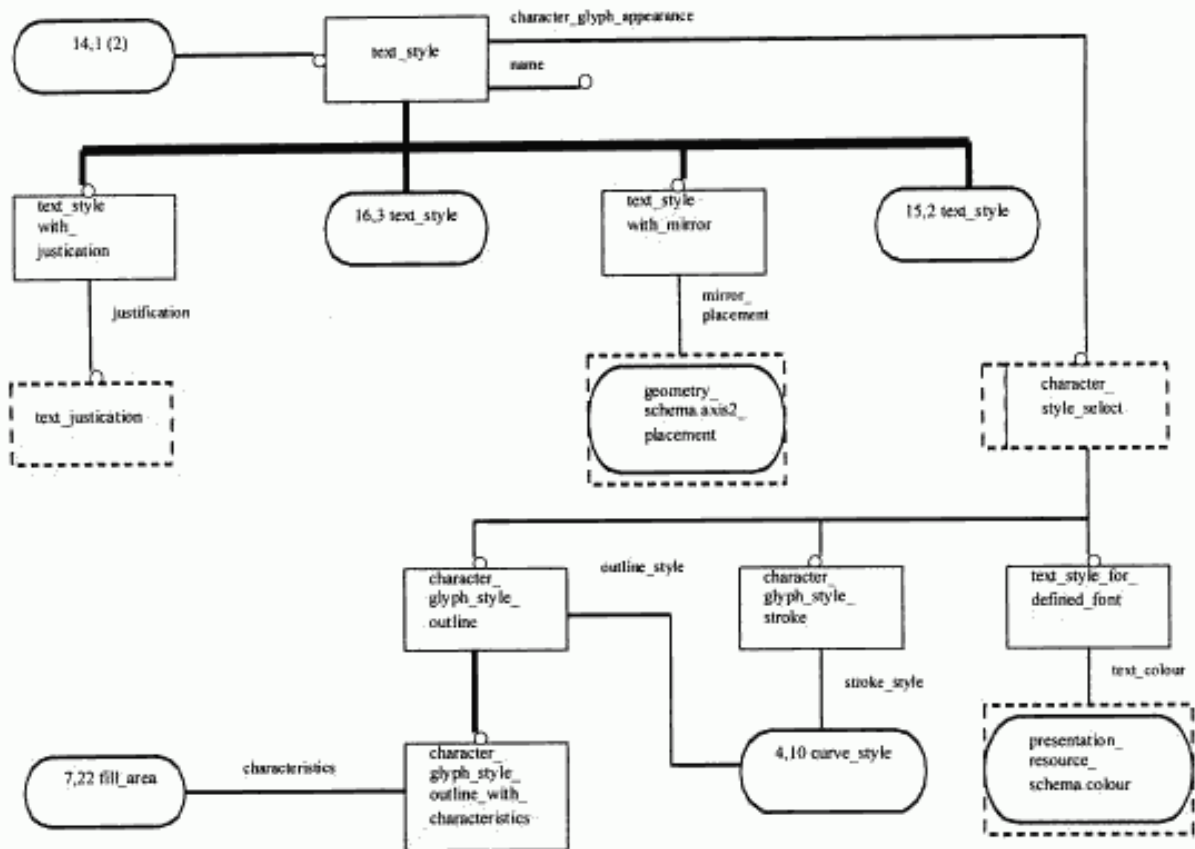 character_glyph_appearance
14,1 (2)
text_style
name
text_style
with_
justication
16,3 text_style
text_style
with_mirror
15,2 text_style
justification
mirror_
placement
text_justication
geometry_
schema.axis2_
placement
character_
style_select
character_
glyph_style_
outline
outline_style
character_
glyph_style_
stroke
text_style_for_
defined_font
stroke_style
text_colour
7,22 fill_area
characteristics
character_
glyph_style_
outline_with_
characteristics
4,10 curve_style
presentation_
resource_
schema.colour